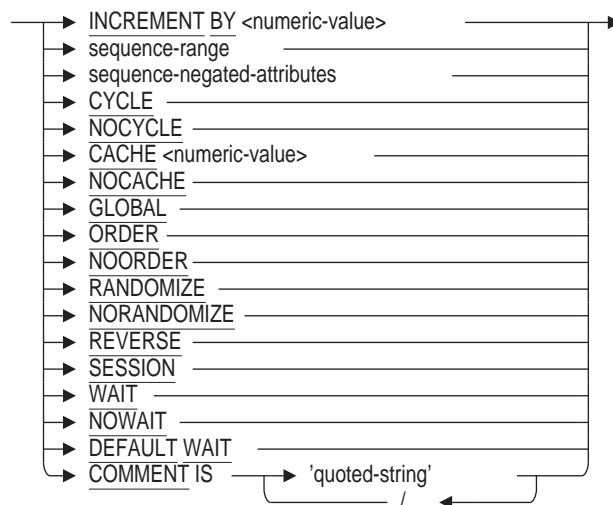 INCREMENT BY <numeric-value>
sequence-range
sequence-negated-attributes
CYCLE
NOCYCLE
CACHE <numeric-value>
NOCACHE
GLOBAL
ORDER
NOORDER
RANDOMIZE
NORANDOMIZE
REVERSE
SESSION
WAIT
NOWAIT
DEFAULT WAIT
COMMENT IS 'quoted-string'
/